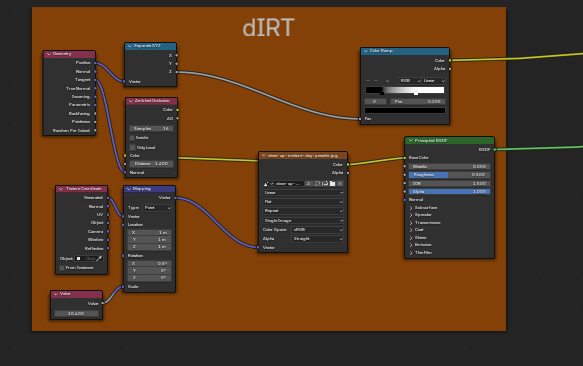 dIRT
Geometry
Position
Normal
Tangent
True Normal
Incoming
Parametric
Backfacing
Pointiness
Random Per Island
Separate XYZ
X
Y
Z
Vector
Ambient Occlusion
Color
AO
Samples 16
Inside
Only Local
Color
Distance
Normal
Texture Coordinate
Generated
Normal
UV
Object
Camera
Window
Reflection
Object:
From Instancer
Value
Value
Mapping
Vector
Type: Point
Vector
Location:
X 1 m
Y 1 m
Z 1 m
Rotation:
X
Y 0°
Z 0°
Scale
Color
Alpha
Linear
Flat
Repeat
Single Image
Color Space sRGB
Alpha Straight
Vector
Color Ramp
Color
Alpha
RGB Linear
0 Pos
Fac
Principled BSDF
BSDF
Base Color
Metallic 0.000
Roughness 0.500
IOR 1.500
Alpha 1.000
Normal
Subsurface
Specular
Transmission
Coat
Sheen
Emission
Thin Film